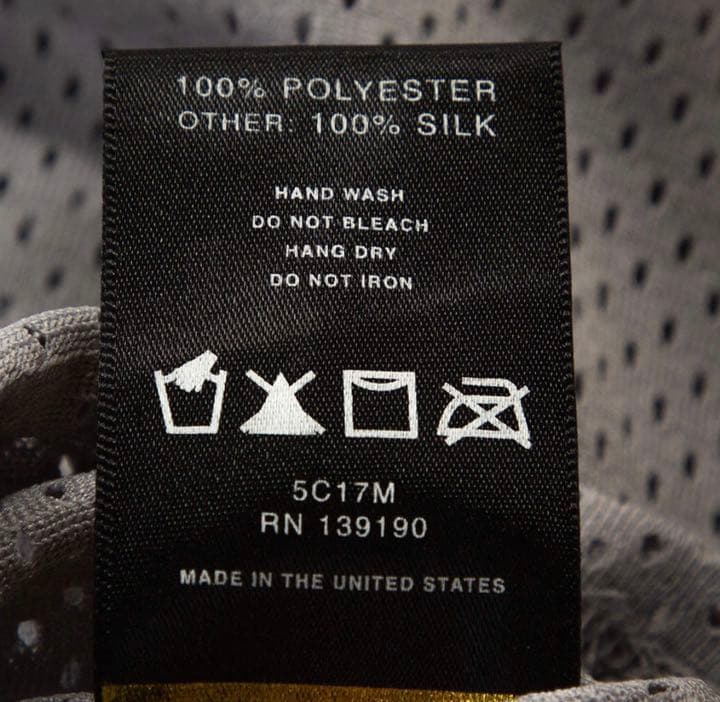 100% POLYESTER
OTHER: 100% SILK
HAND WASH
DO NOT BLEACH
HANG DRY
DO NOT IRON
5C17M
RN 139190
MADE IN THE UNITED STATES